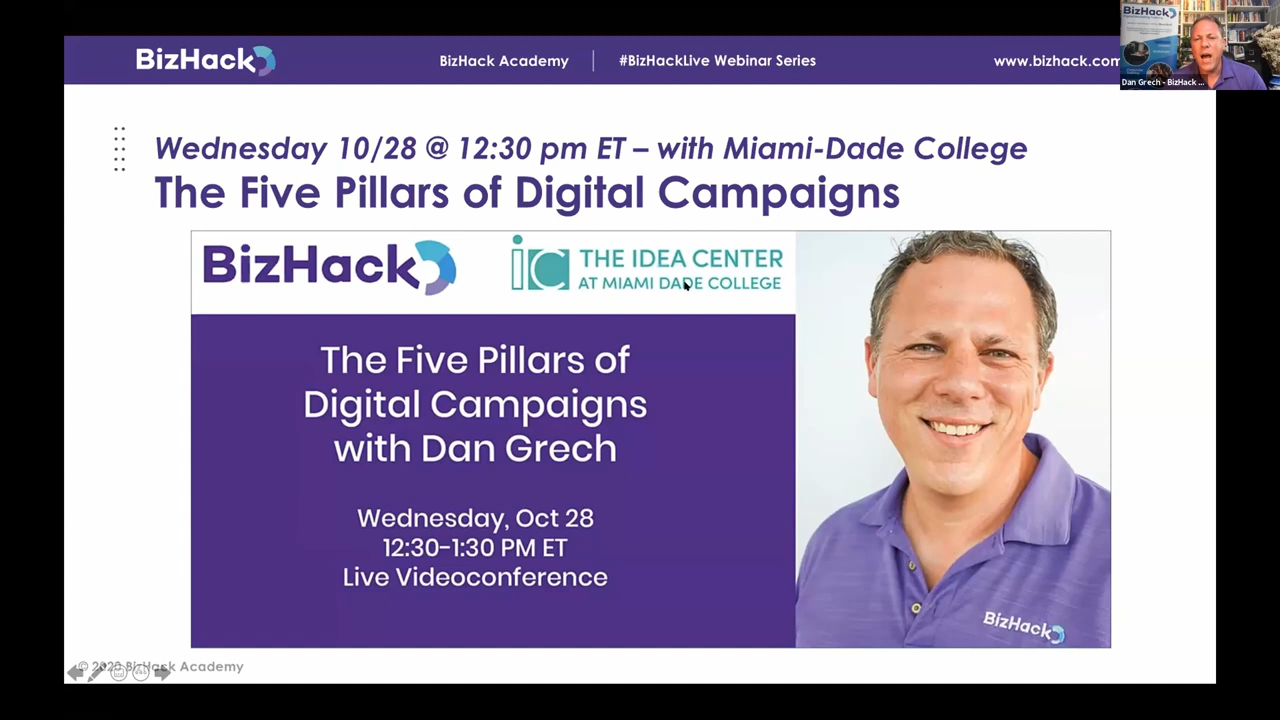 BizHack
BizHack Academy
#BizHackLive Webinar Series
www.bizhack.com
BizHack
Dan Grech - BizHack ...
Wednesday 10/28 @ 12:30 pm ET – with Miami-Dade College
The Five Pillars of Digital Campaigns
BizHack
ic THE IDEA CENTER
AT MIAMI DADE COLLEGE
The Five Pillars of
Digital Campaigns
with Dan Grech
Wednesday, Oct 28
12:30-1:30 PM ET
Live Videoconference
BizHack
© 2020 BizHack Academy